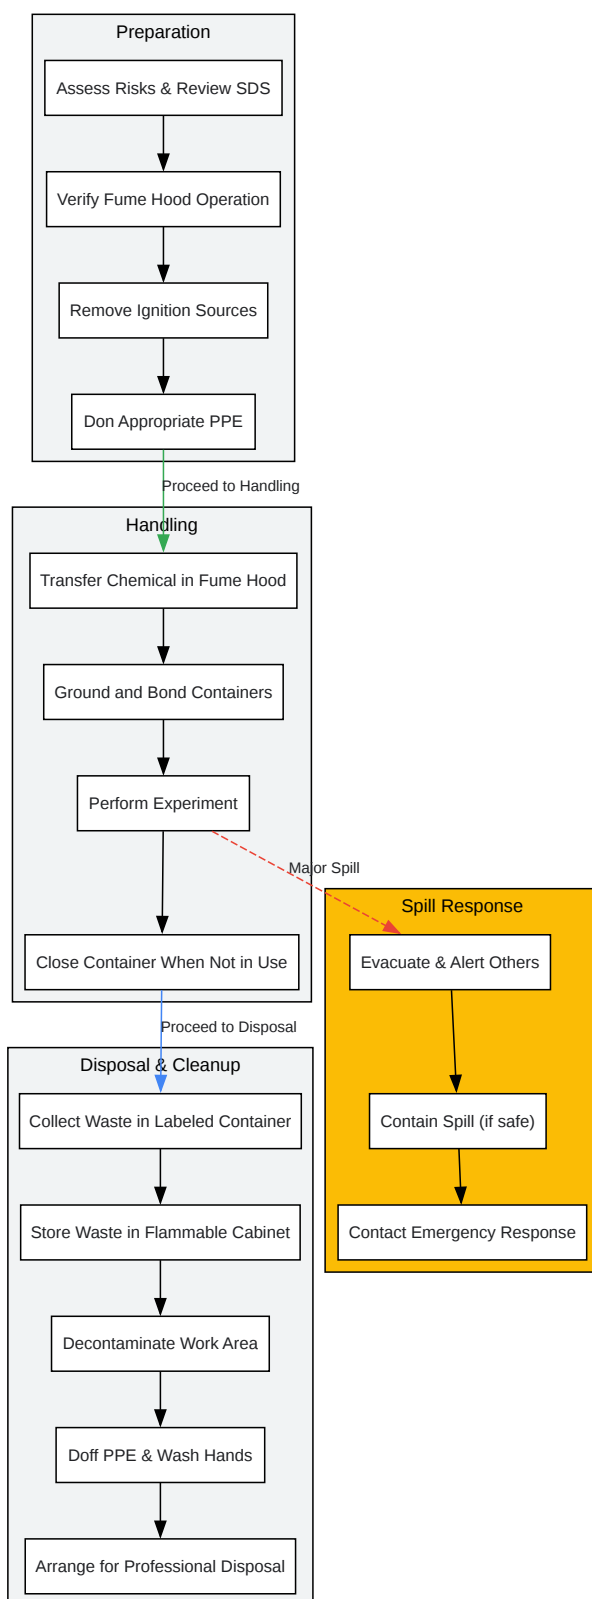 Preparation
Assess Risks & Review SDS
Verify Fume Hood Operation
Remove Ignition Sources
Don Appropriate PPE
Proceed to Handling
Handling
Transfer Chemical in Fume Hood
Ground and Bond Containers
Perform Experiment
Major Spill
Spill Response
Close Container When Not in Use
Evacuate & Alert Others
Proceed to Disposal
Disposal & Cleanup
Collect Waste in Labeled Container
Contain Spill (if safe)
Store Waste in Flammable Cabinet
Contact Emergency Response
Decontaminate Work Area
Doff PPE & Wash Hands
Arrange for Professional Disposal